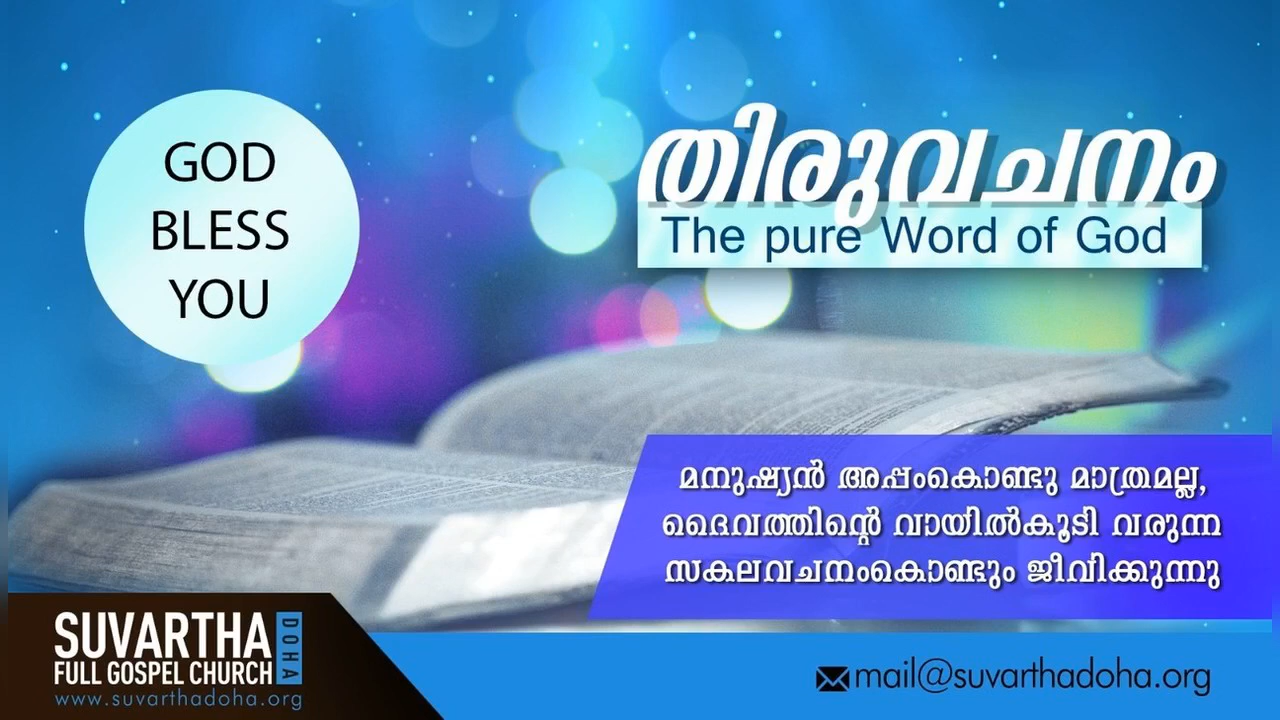 GOD
BLESS
YOU
തിരുവചനം
The pure Word of God
മനുഷ്യൻ അപ്പംകൊണ്ടു മാത്രമല്ല,
ദൈവത്തിന്റെ വായിൽകൂടി വരുന്ന
സകലവചനംകൊണ്ടും ജീവിക്കുന്നു
SUVARTHA DOHA
FULL GOSPEL CHURCH
www.suvarthadoha.org
mail@suvarthadoha.org